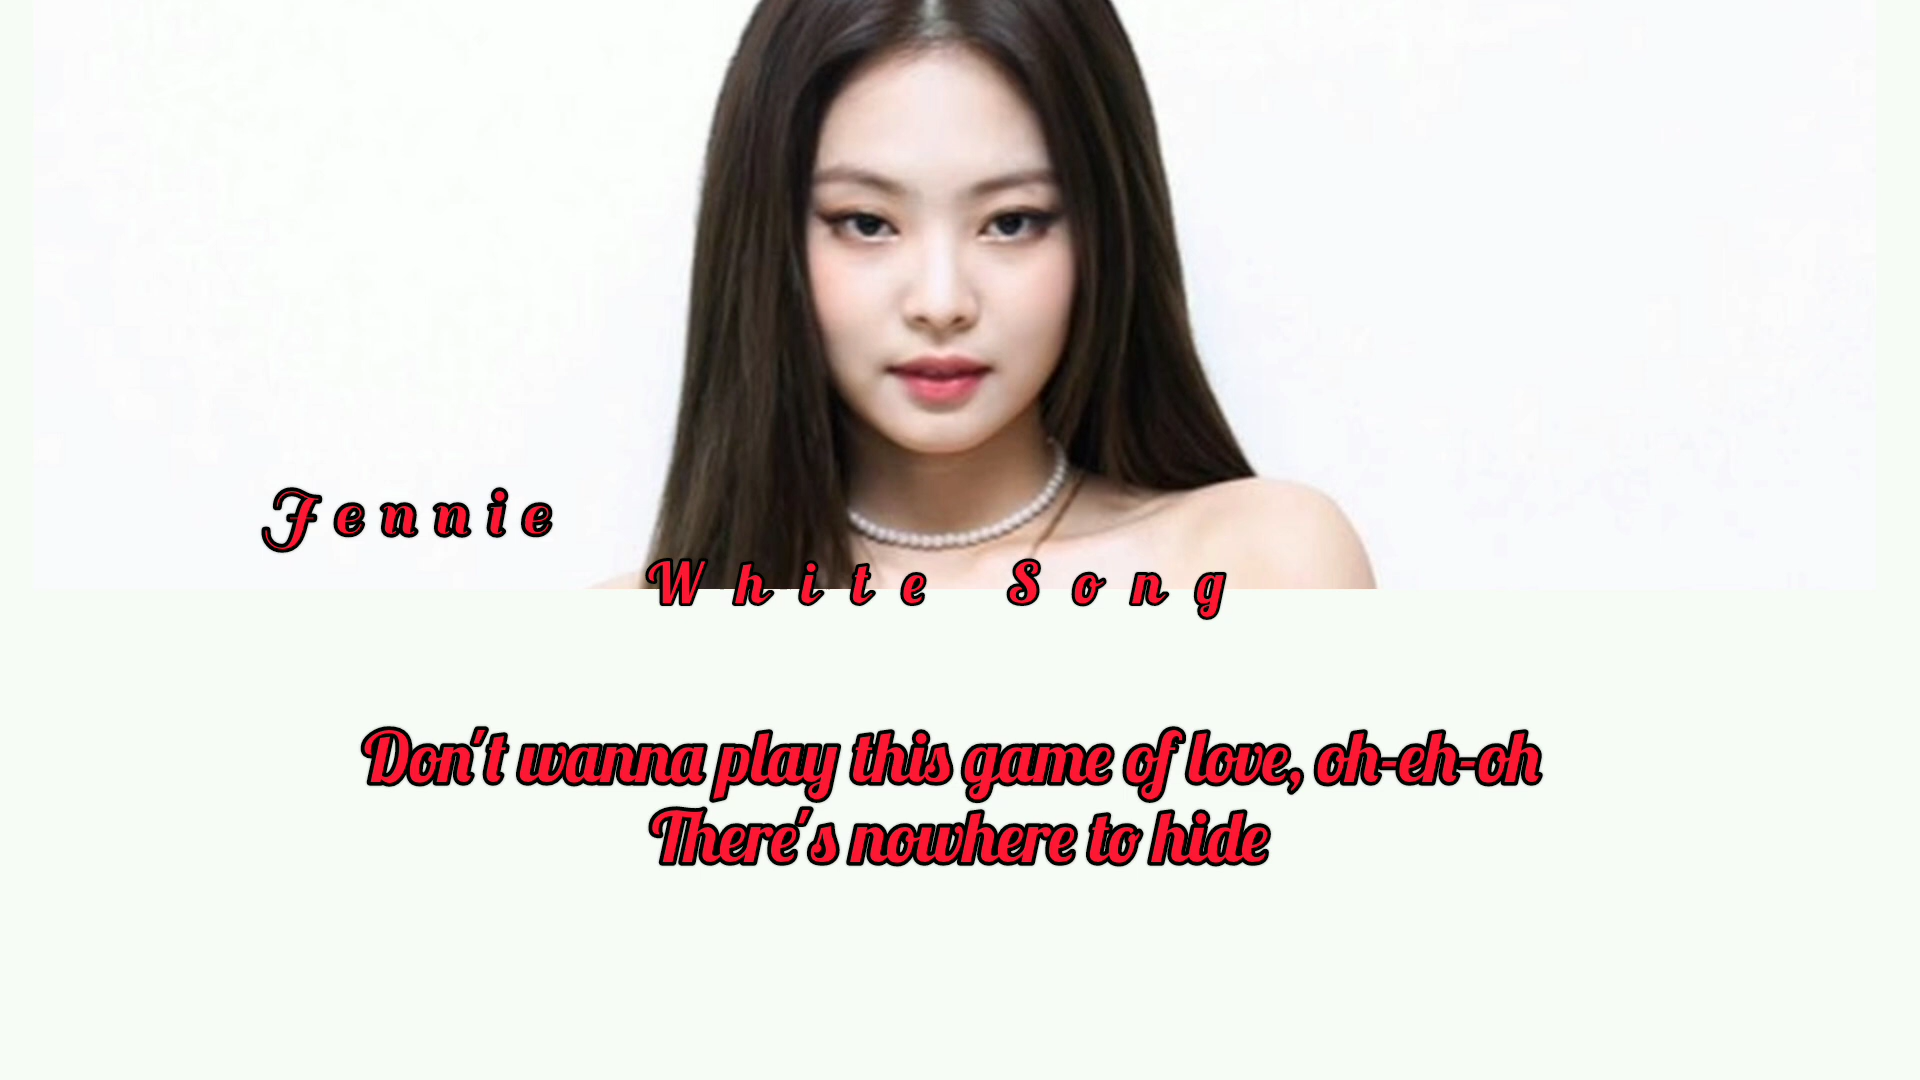 Jennie
White Song
Don't wanna play this game of love, oh-eh-oh
There's nowhere to hide